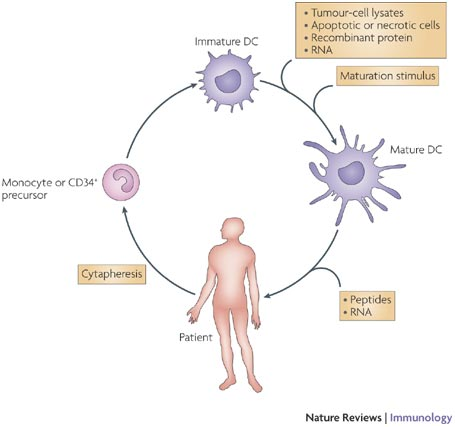 • Tumour-cell lysates
• Apoptotic or necrotic cells
• Recombinant protein
• RNA
Immature DC
Maturation stimulus
Mature DC
Monocyte or CD34⁺
precursor
Cytapheresis
• Peptides
• RNA
Patient
Nature Reviews | Immunology